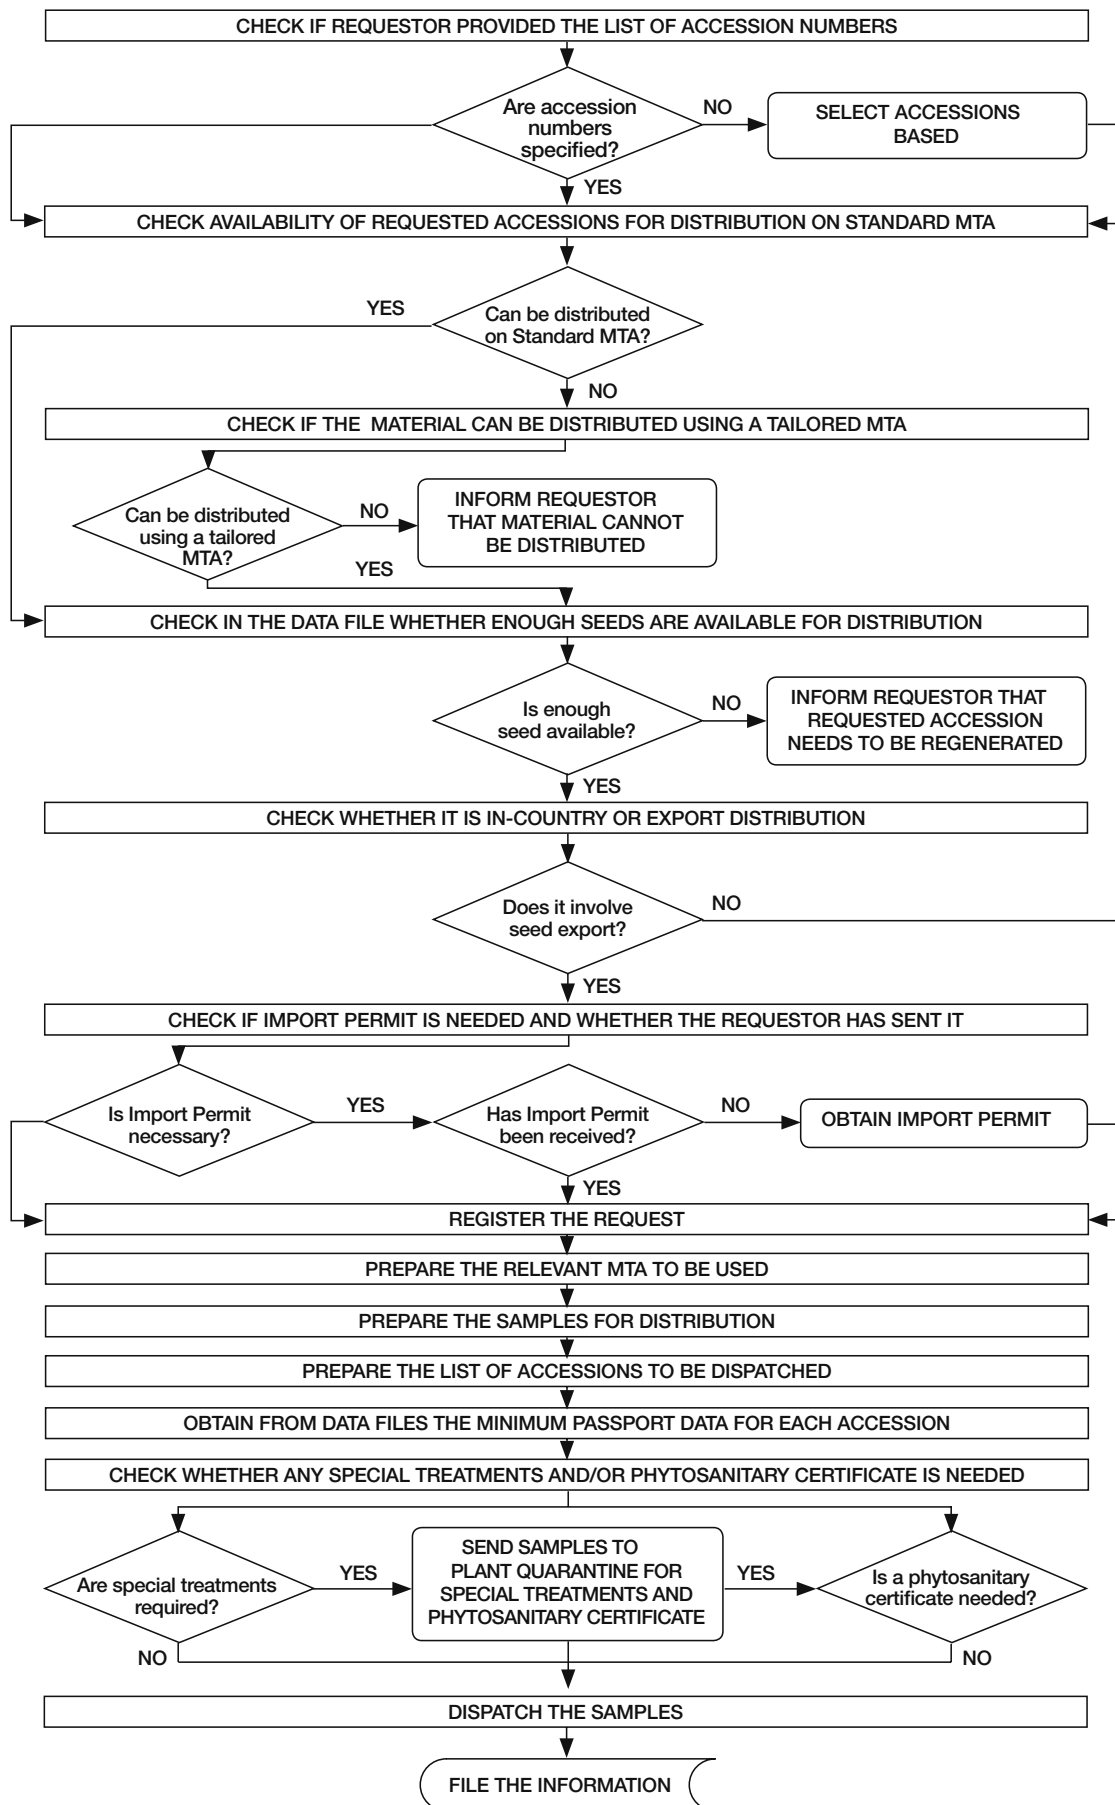 CHECK IF REQUESTOR PROVIDED THE LIST OF ACCESSION NUMBERS
Are accession
numbers
specified?
NO
SELECT ACCESSIONS
BASED
YES
CHECK AVAILABILITY OF REQUESTED ACCESSIONS FOR DISTRIBUTION ON STANDARD MTA
YES
Can be distributed
on Standard MTA?
NO
CHECK IF THE MATERIAL CAN BE DISTRIBUTED USING A TAILORED MTA
Can be distributed
using a tailored
MTA?
NO
INFORM REQUESTOR
THAT MATERIAL CANNOT
BE DISTRIBUTED
YES
CHECK IN THE DATA FILE WHETHER ENOUGH SEEDS ARE AVAILABLE FOR DISTRIBUTION
Is enough
seed available?
NO
INFORM REQUESTOR THAT
REQUESTED ACCESSION
NEEDS TO BE REGENERATED
YES
CHECK WHETHER IT IS IN-COUNTRY OR EXPORT DISTRIBUTION
Does it involve
seed export?
NO
YES
CHECK IF IMPORT PERMIT IS NEEDED AND WHETHER THE REQUESTOR HAS SENT IT
Is Import Permit
necessary?
YES
Has Import Permit
been received?
NO
OBTAIN IMPORT PERMIT
YES
REGISTER THE REQUEST
PREPARE THE RELEVANT MTA TO BE USED
PREPARE THE SAMPLES FOR DISTRIBUTION
PREPARE THE LIST OF ACCESSIONS TO BE DISPATCHED
OBTAIN FROM DATA FILES THE MINIMUM PASSPORT DATA FOR EACH ACCESSION
CHECK WHETHER ANY SPECIAL TREATMENTS AND/OR PHYTOSANITARY CERTIFICATE IS NEEDED
Are special treatments
required?
YES
SEND SAMPLES TO
PLANT QUARANTINE FOR
SPECIAL TREATMENTS AND
PHYTOSANITARY CERTIFICATE
YES
Is a phytosanitary
certificate needed?
NO
NO
DISPATCH THE SAMPLES
FILE THE INFORMATION